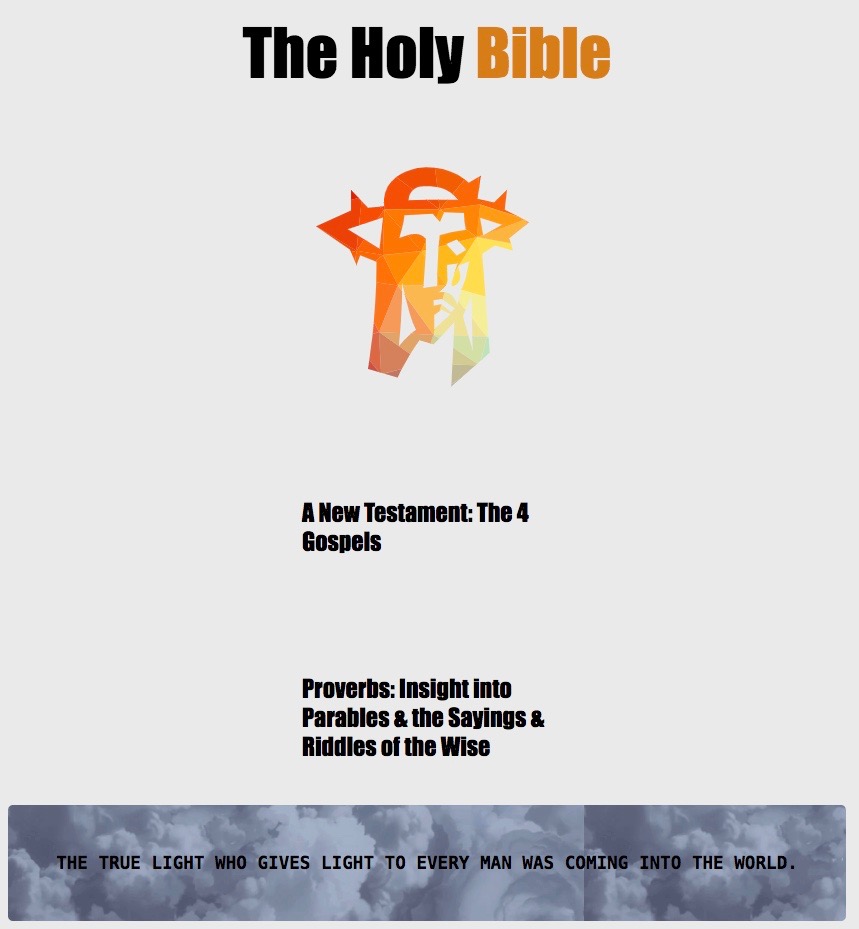 The Holy Bible
A New Testament: The 4
Gospels
Proverbs: Insight into
Parables & the Sayings &
Riddles of the Wise
THE TRUE LIGHT WHO GIVES LIGHT TO EVERY MAN WAS COMING INTO THE WORLD.